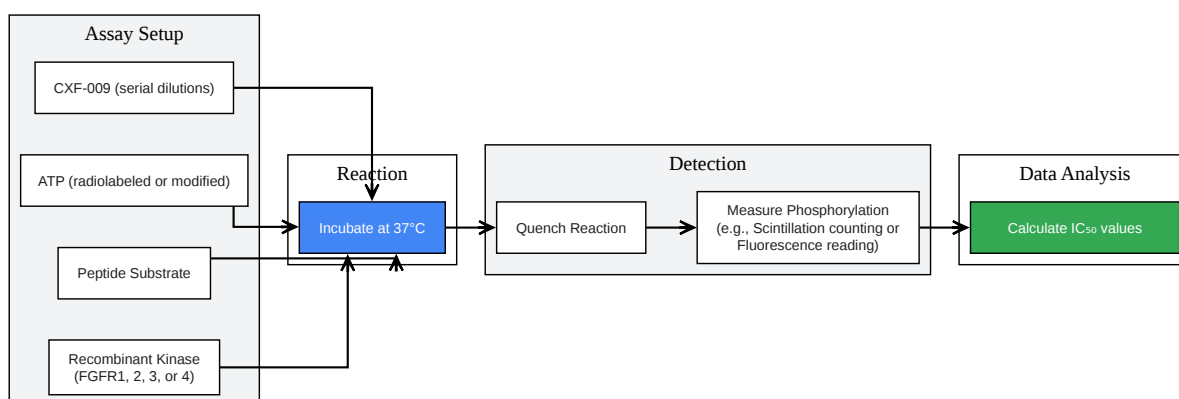 Assay Setup
CXF-009 (serial dilutions)
ATP (radiolabeled or modified)
Peptide Substrate
Recombinant Kinase
(FGFR1, 2, 3, or 4)
Reaction
Incubate at 37°C
Detection
Quench Reaction
Measure Phosphorylation
(e.g., Scintillation counting or
Fluorescence reading)
Data Analysis
Calculate IC₅₀ values